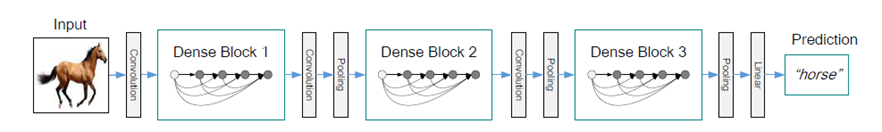 Input
Convolution
Dense Block 1
Convolution
Pooling
Dense Block 2
Convolution
Pooling
Dense Block 3
Pooling
Linear
Prediction
“horse”